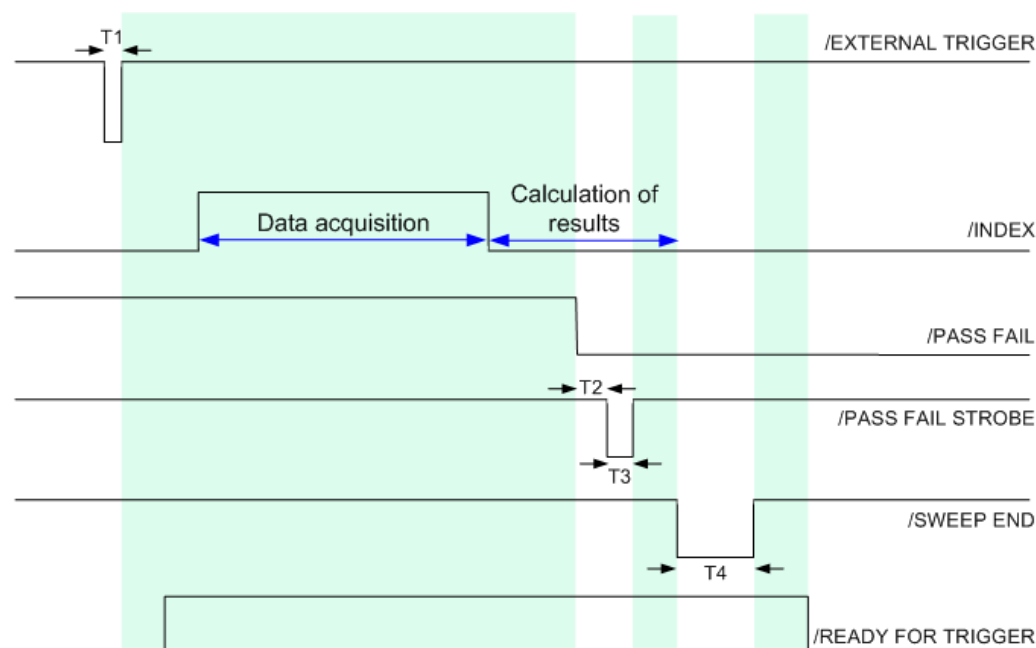 T1
/EXTERNAL TRIGGER
Data acquisition
Calculation of
results
/INDEX
/PASS FAIL
T2
/PASS FAIL STROBE
T3
/SWEEP END
T4
/READY FOR TRIGGER